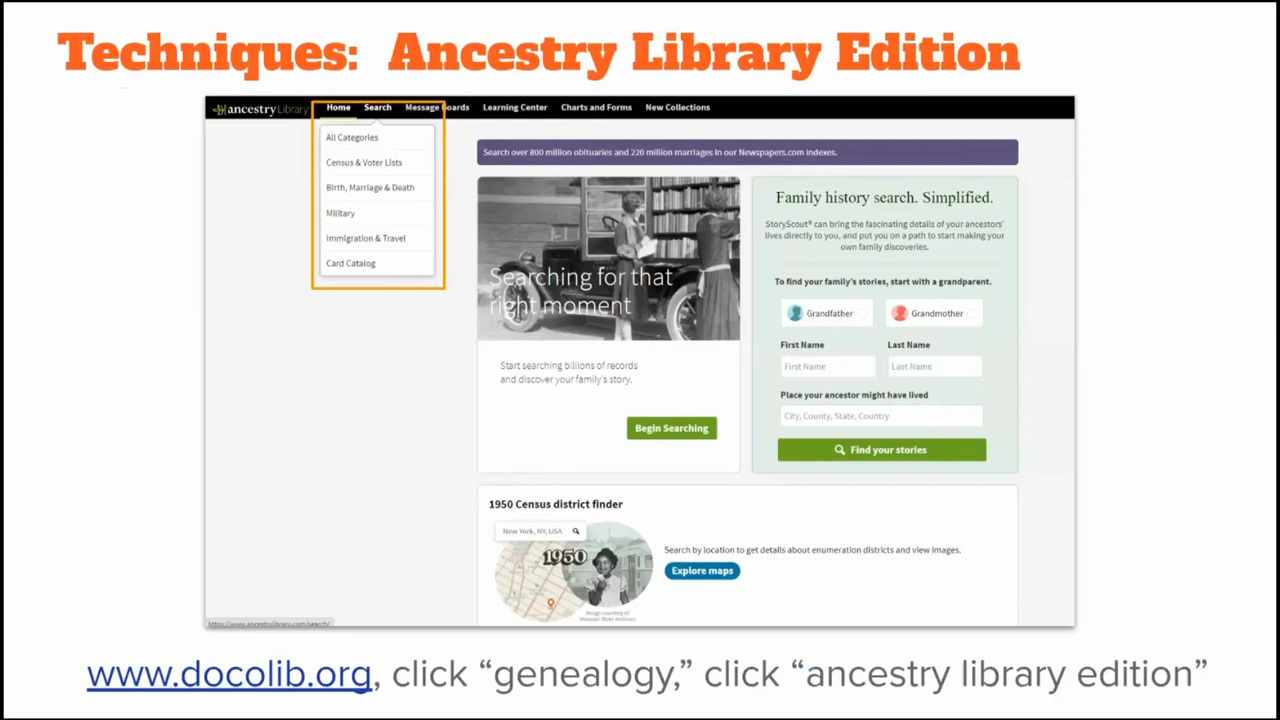 Techniques:  Ancestry Library Edition
ancestryLibrary
Home Search Message Boards Learning Center Charts and Forms New Collections
All Categories
Census & Voter Lists
Birth, Marriage & Death
Military
Immigration & Travel
Card Catalog
Search over 800 million obituaries and 220 million marriages in our Newspapers.com indexes.
Searching for that
right moment
Start searching billions of records
and discover your family's story.
Begin Searching
Family history search. Simplified.
StoryScout® can bring the fascinating details of your ancestors'
lives directly to you, and put you on a path to start making your
own family discoveries.
To find your family's stories, start with a grandparent.
Grandfather Grandmother
First Name Last Name
First Name Last Name
Place your ancestor might have lived
City, County, State, Country
Find your stories
1950 Census district finder
New York, NY, USA
1950
Image courtesy of
Missouri State Archives
Search by location to get details about enumeration districts and view images.
Explore maps
https://www.ancestrylibrary.com/search/
www.docolib.org, click “genealogy,” click “ancestry library edition”